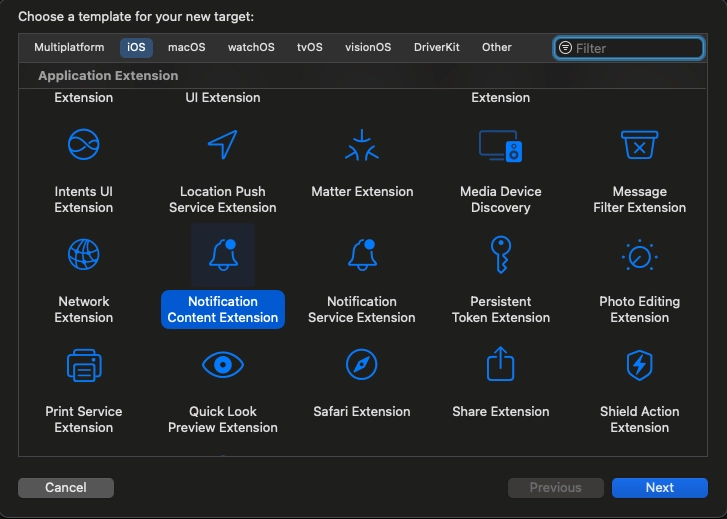 Choose a template for your new target:
Multiplatform iOS macOS watchOS tvOS visionOS DriverKit Other Filter
Application Extension
Extension UI Extension Extension
Intents UI Location Push Matter Extension Media Device Message
Extension Service Extension Discovery Filter Extension
Network Notification Notification Persistent Photo Editing
Extension Content Extension Service Extension Token Extension Extension
Print Service Quick Look Safari Extension Share Extension Shield Action
Extension Preview Extension Extension
Cancel Previous Next